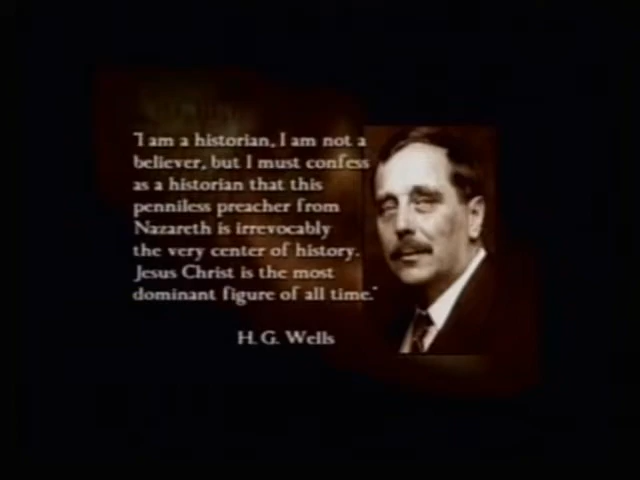 "I am a historian, I am not a
believer, but I must confess
as a historian that this
penniless preacher from
Nazareth is irrevocably
the very center of history.
Jesus Christ is the most
dominant figure of all time."
H. G. Wells